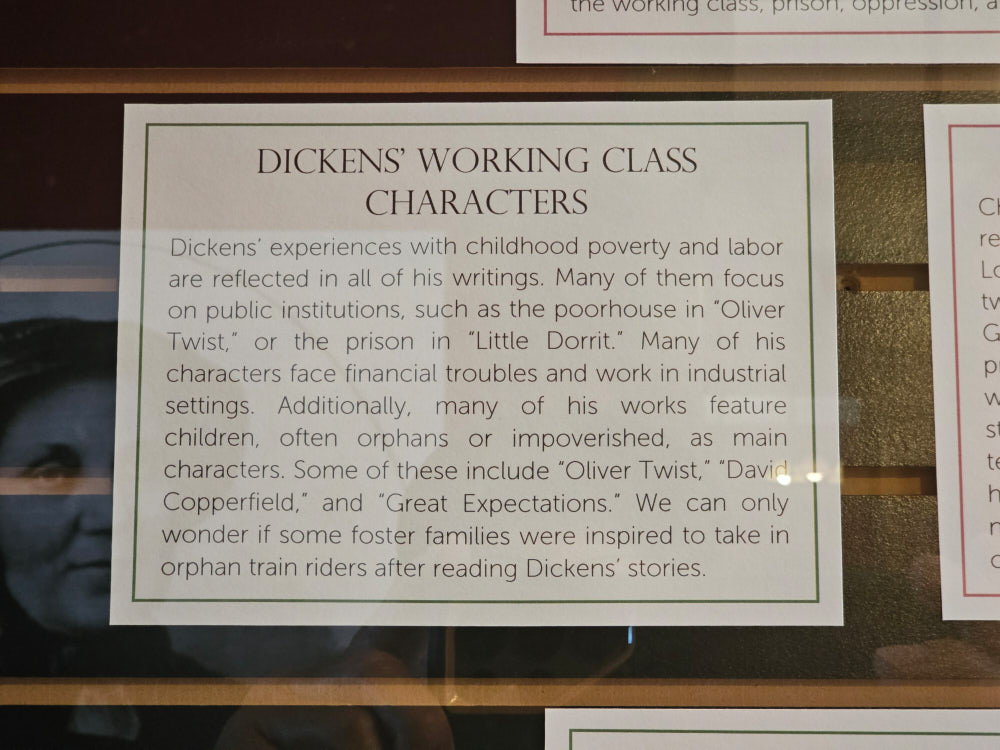 the working class, prison, oppression, a
DICKENS’ WORKING CLASS
CHARACTERS
Dickens’ experiences with childhood poverty and labor
are reflected in all of his writings. Many of them focus
on public institutions, such as the poorhouse in “Oliver
Twist,” or the prison in “Little Dorrit.” Many of his
characters face financial troubles and work in industrial
settings. Additionally, many of his works feature
children, often orphans or impoverished, as main
characters. Some of these include “Oliver Twist,” “David
Copperfield,” and “Great Expectations.” We can only
wonder if some foster families were inspired to take in
orphan train riders after reading Dickens’ stories.